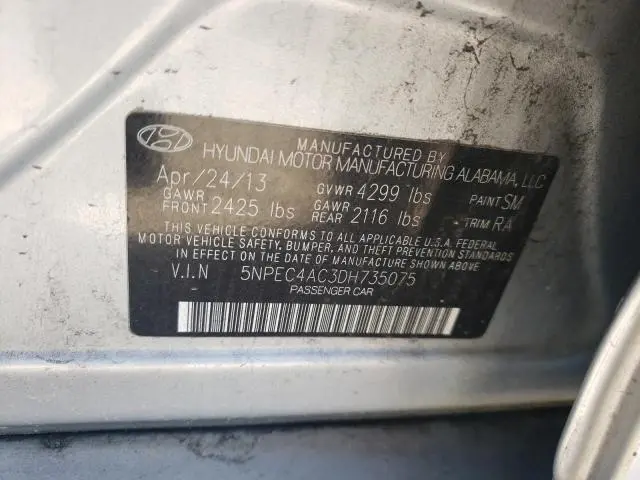 MANUFACTURED BY
HYUNDAI MOTOR MANUFACTURING ALABAMA, LLC
Apr/24/13 GVWR 4299 lbs PAINT SM
GAWR FRONT 2425 lbs GAWR REAR 2116 lbs TRIM RA
THIS VEHICLE CONFORMS TO ALL APPLICABLE U.S.A. FEDERAL
MOTOR VEHICLE SAFETY, BUMPER, AND THEFT PREVENTION STANDARDS
IN EFFECT ON THE DATE OF MANUFACTURE SHOWN ABOVE.
V.I.N 5NPEC4AC3DH735075
PASSENGER CAR